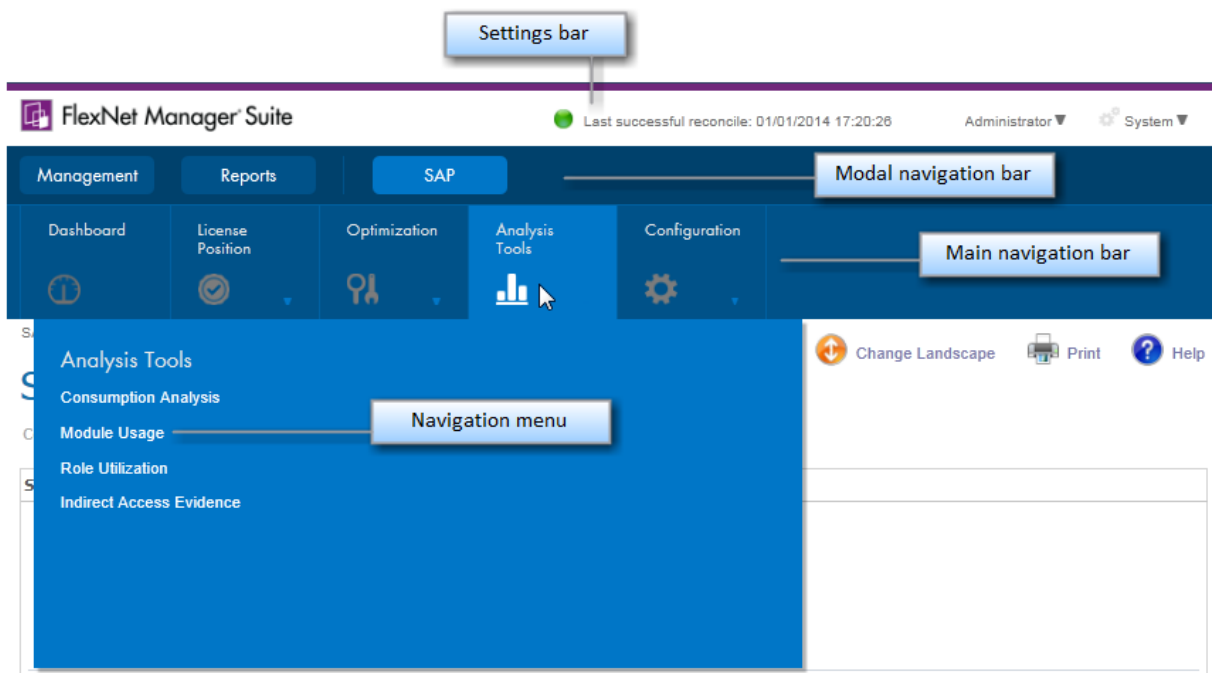 Settings bar
FlexNet Manager Suite
Last successful reconcile: 01/01/2014 17:20:26
Administrator▼
System▼
Management
Reports
SAP
Modal navigation bar
Dashboard
License
Position
Optimization
Analysis
Tools
Configuration
Main navigation bar
Analysis Tools
Change Landscape
Print
Help
Consumption Analysis
Module Usage
Navigation menu
Role Utilization
Indirect Access Evidence